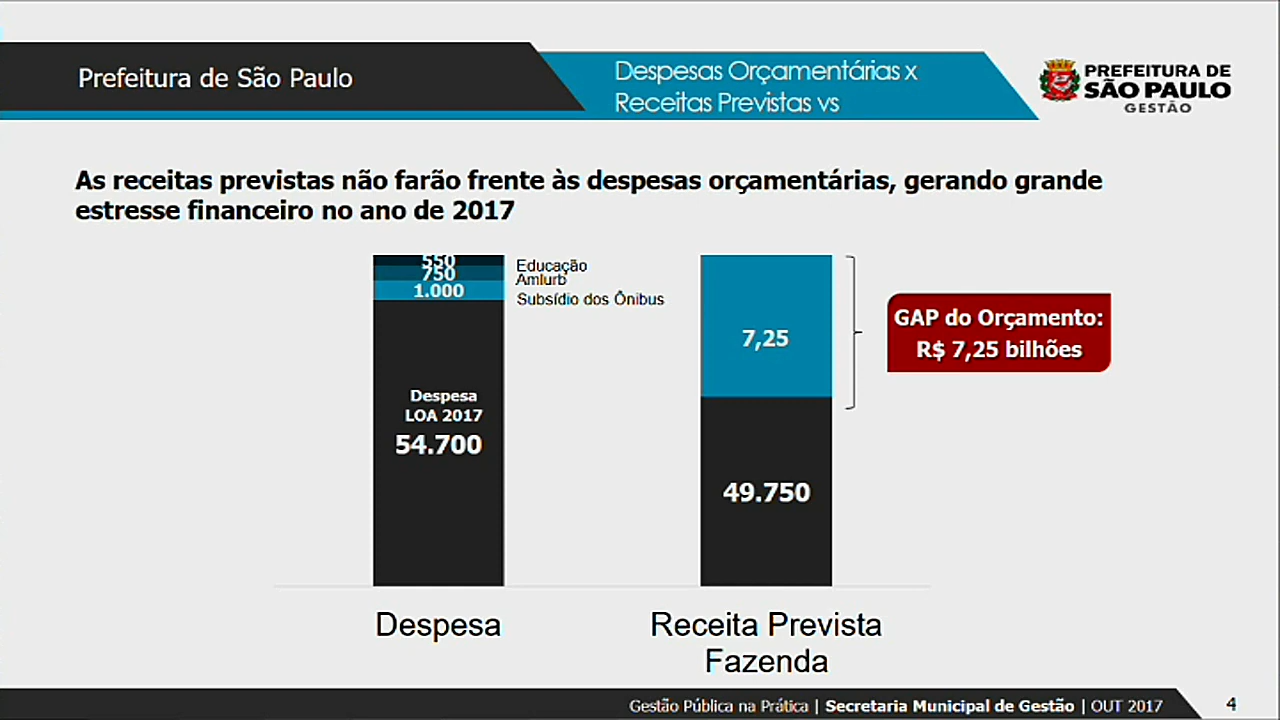 Prefeitura de São Paulo
Despesas Orçamentárias x
Receitas Previstas vs
PREFEITURA DE
SÃO PAULO
GESTÃO
As receitas previstas não farão frente às despesas orçamentárias, gerando grande
estresse financeiro no ano de 2017
550
Educação
750
Amlurb
1.000
Subsídio dos Ônibus
Despesa
LOA 2017
54.700
7,25
49.750
GAP do Orçamento:
R$ 7,25 bilhões
Despesa
Receita Prevista
Fazenda
Gestão Pública na Prática | Secretaria Municipal de Gestão | OUT 2017
4